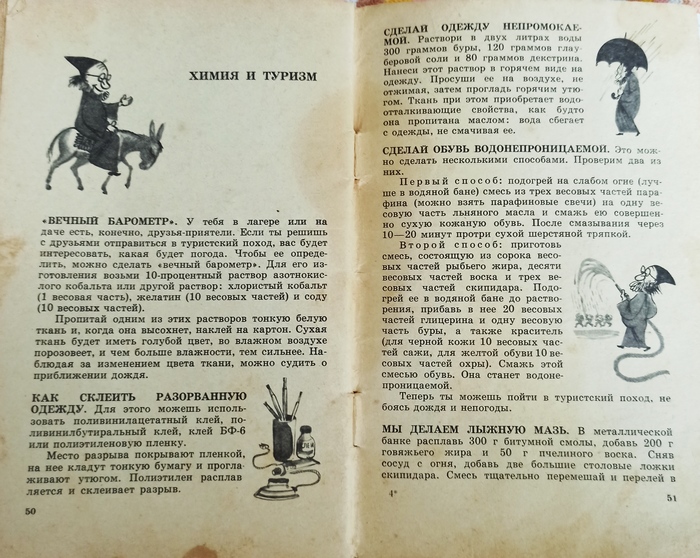 ХИМИЯ И ТУРИЗМ
«ВЕЧНЫЙ БАРОМЕТР». У тебя в лагере или на
даче есть, конечно, друзья-приятели. Если ты решишь
с друзьями отправиться в туристский поход, вас будет
интересовать, какая будет погода. Чтобы ее опреде-
лить, можно сделать «вечный барометр». Для его из-
готовления возьми 10-процентный раствор азотнокис-
лого кобальта или другой раствор: хлористый кобальт
(1 весовая часть), желатин (10 весовых частей) и соду
(10 весовых частей).
Пропитай одним из этих растворов тонкую белую
ткань и, когда она высохнет, наклей на картон. Сухая
ткань будет иметь голубой цвет, во влажном воздухе
порозовеет, и чем больше влажности, тем сильнее. На-
блюдая за изменением цвета ткани, можно судить о
приближении дождя.
КАК СКЛЕИТЬ РАЗОРВАННУЮ
ОДЕЖДУ. Для этого можешь исполь-
зовать поливинилацетатный клей, по-
ливинилбутиральный клей, клей БФ-6
или полиэтиленовую пленку.
Место разрыва покрывают пленкой,
на нее кладут тонкую бумагу и прогла-
живают утюгом. Полиэтилен расплав
ляется и склеивает разрыв.
50
СДЕЛАЙ ОДЕЖДУ НЕПРОМОКАЕ-
МОЙ. Раствори в двух литрах воды
300 граммов буры, 120 граммов глау-
беровой соли и 80 граммов декстрина.
Нанеси этот раствор в горячем виде на
одежду. Просуши ее на воздухе, не
отжимая, затем прогладь горячим утю-
гом. Ткань при этом приобретает водо-
отталкивающие свойства, как будто
она пропитана маслом: вода сбегает
с одежды, не смачивая ее.
СДЕЛАЙ ОБУВЬ ВОДОНЕПРОНИЦАЕМОЙ. Это мож-
но сделать несколькими способами. Проверим два из
них.
Первый способ: подогрей на слабом огне (луч-
ше в водяной бане) смесь из трех весовых частей пара-
фина (можно взять парафиновые свечи) на одну ве-
совую часть льняного масла и смажь ею совершен-
но сухую кожаную обувь. После смазывания через
10—20 минут протри сухой шерстяной тряпкой.
Второй способ: приготовь
смесь, состоящую из сорока весо-
вых частей рыбьего жира, десяти
весовых частей воска и трех ве-
совых частей скипидара. Подо-
грей ее в водяной бане до раство-
рения, прибавь в нее 20 весовых
частей глицерина и одну весовую
часть буры, а также краситель
(для черной кожи 10 весовых
частей сажи, для желтой обуви 10 ве-
совых частей охры). Смажь этой
смесью обувь. Она станет водоне-
проницаемой.
Теперь ты можешь пойти в туристский поход, не
боясь дождя и непогоды.
МЫ ДЕЛАЕМ ЛЫЖНУЮ МАЗЬ. В металлической
банке расплавь 300 г битумной смолы, добавь 200 г
говяжьего жира и 50 г пчелиного воска. Сняв
сосуд с огня, добавь две большие столовые ложки
скипидара. Смесь тщательно перемешай и перелей в
4*
51